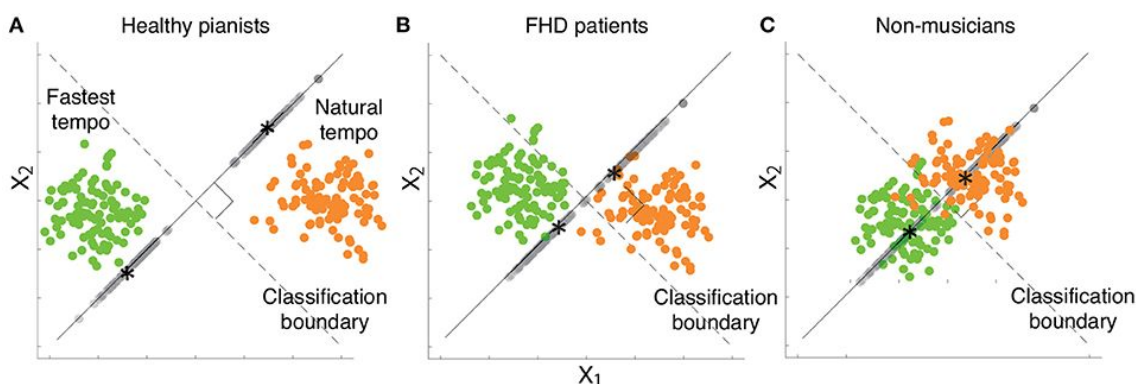 A Healthy pianists
Fastest
tempo
Natural
tempo
X2
Classification
boundary
B FHD patients
X2
Classification
boundary
X1
C Non-musicians
X2
Classification
boundary